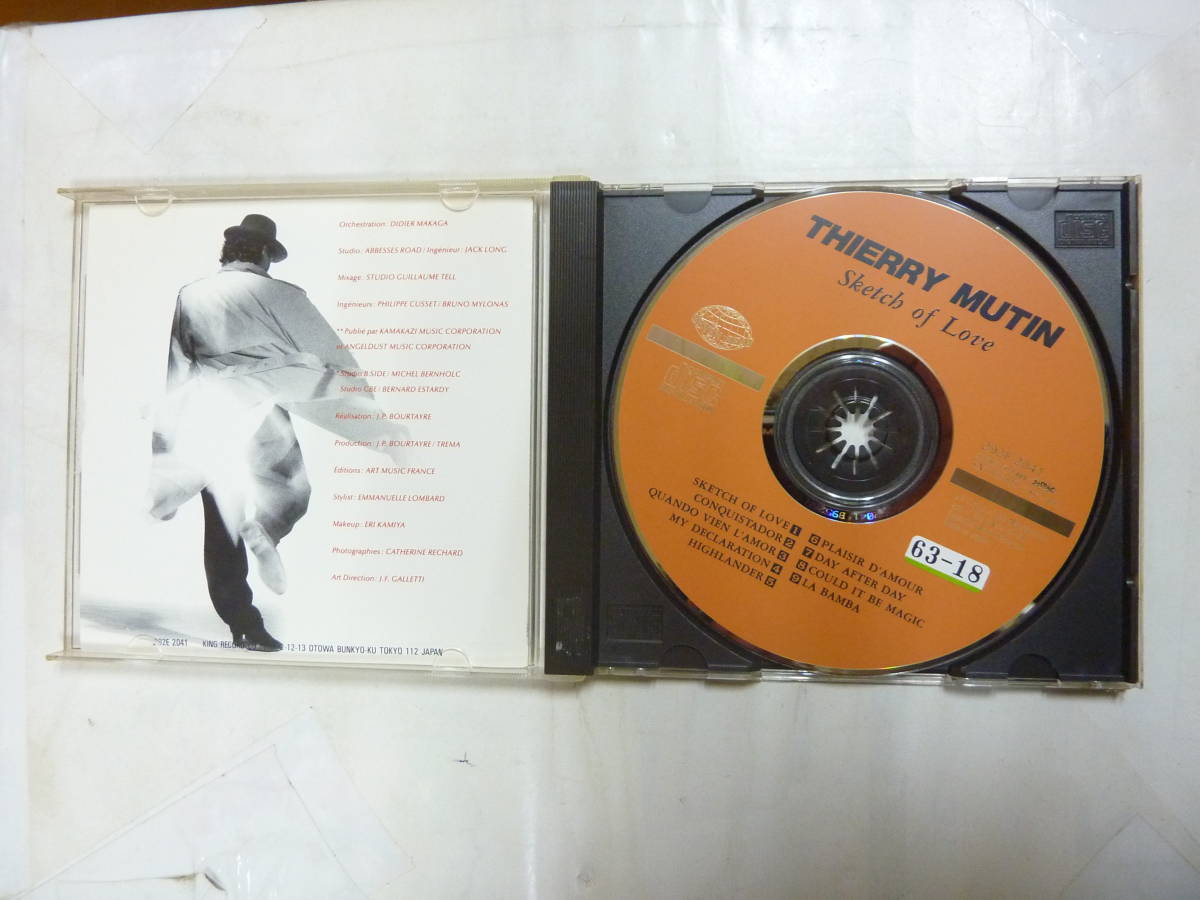 Orchestration: DIDIER MAKAGA
Studio: ABBESSES ROAD / Ingénieur: JACK LONG
Mixage: STUDIO GUILLAUME TELL
Ingénieurs: PHILIPPE CUSSET / BRUNO MYLONAS
** Publié par KAMAKAZI MUSIC CORPORATION
et ANGELDUST MUSIC CORPORATION
*Studio B.SIDE / MICHEL BERNHOLC
Studio CBE / BERNARD ESTARDY
Réalisation: J.P. BOURTAYRE
Production: J.P. BOURTAYRE / TREMA
Editions: ART MUSIC FRANCE
Stylist: EMMANUELLE LOMBARD
Makeup: ERI KAMIYA
Photographies: CATHERINE RECHARD
Art Direction: J.F. GALLETTI
292E 2041 KING 12-13 OTOWA BUNKYO-KU TOKYO 112 JAPAN
THIERRY MUTIN
Sketch of Love
SKETCH OF LOVE 1
CONQUISTADOR 2
QUANDO VIEN L'AMOR 3
MY DECLARATION 4
HIGHLANDER 5
6 PLAISIR D'AMOUR
7 DAY AFTER DAY
8 COULD IT BE MAGIC
9 LA BAMBA
63-18